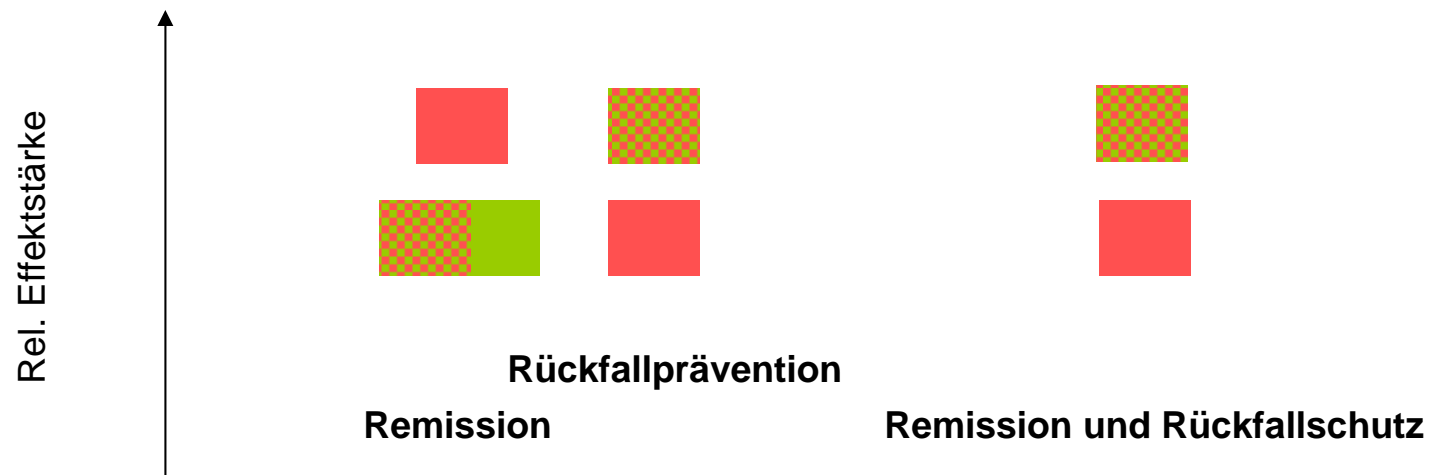 Rel. Effektstärke
Rückfallprävention
Remission
Remission und Rückfallschutz